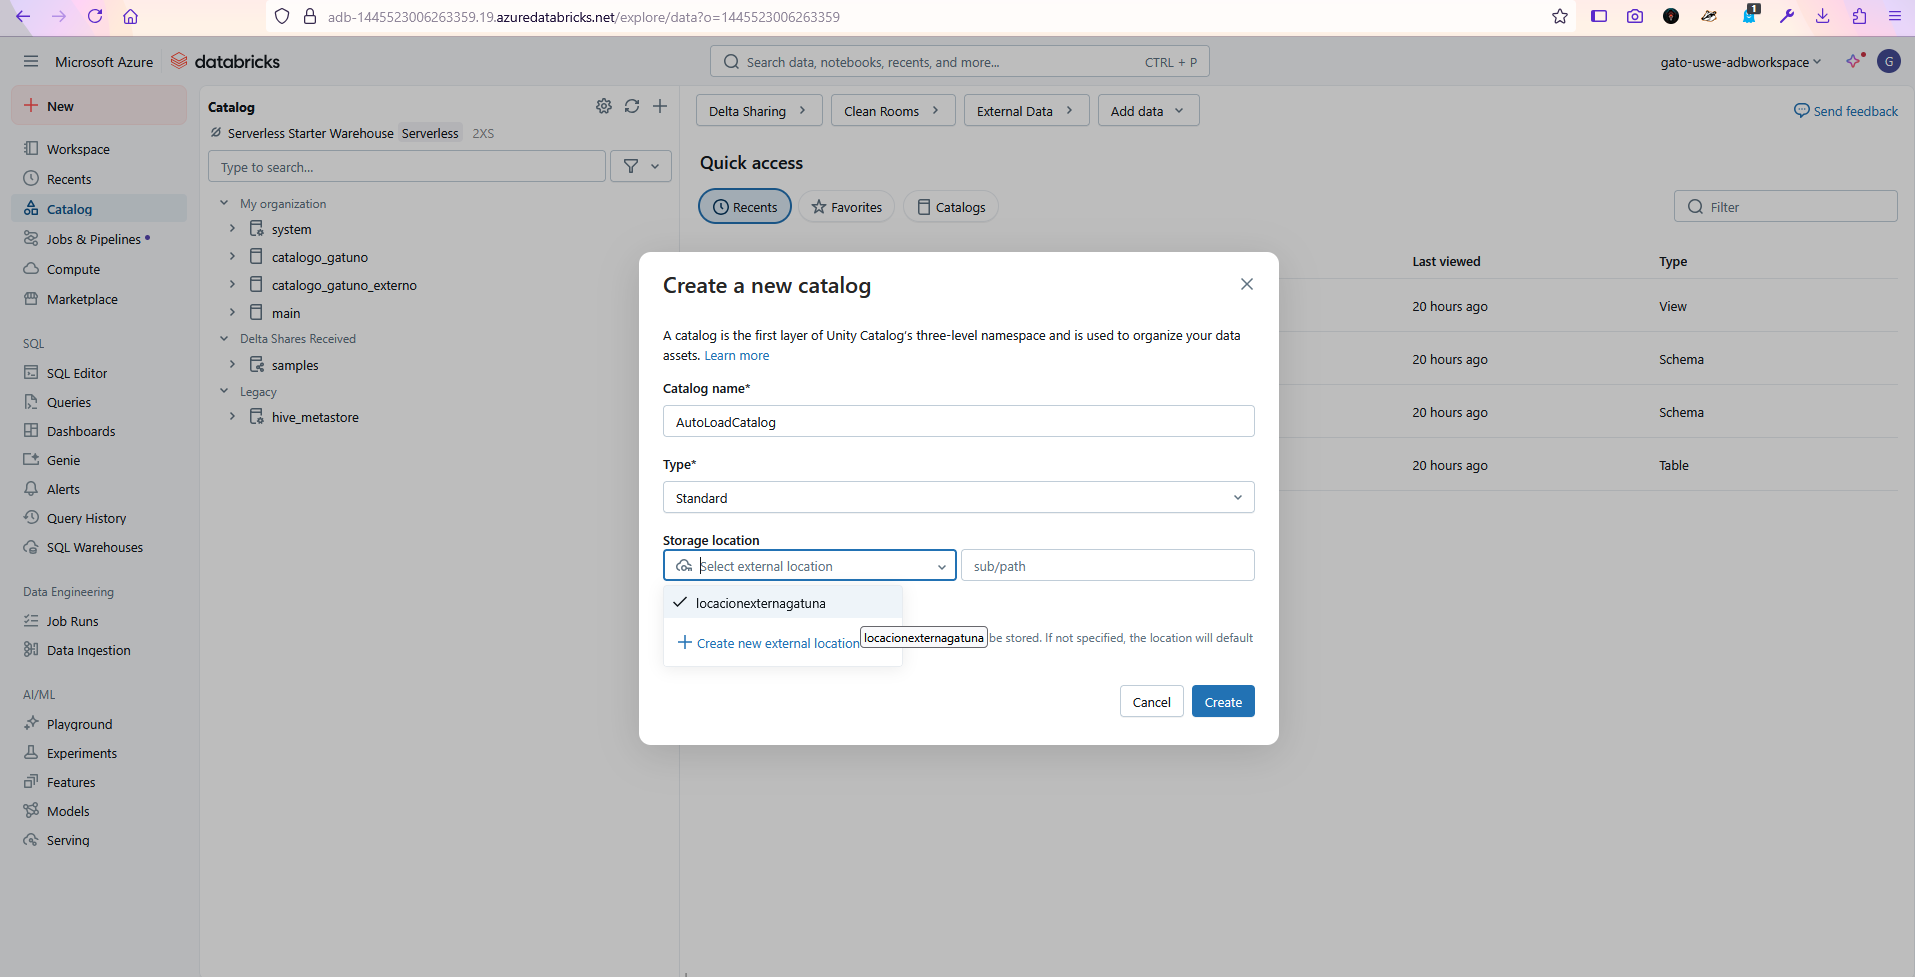 adb-1445523006263359.19.azuredatabricks.net/explore/data?o=1445523006263359
1
Microsoft Azure
databricks
Search data, notebooks, recents, and more...
CTRL + P
gato-uswe-adbworkspace
G
New
Workspace
Recents
Catalog
Jobs & Pipelines
Compute
Marketplace
SQL
SQL Editor
Queries
Dashboards
Genie
Alerts
Query History
SQL Warehouses
Data Engineering
Job Runs
Data Ingestion
AI/ML
Playground
Experiments
Features
Models
Serving
Catalog
Serverless Starter Warehouse Serverless 2XS
Type to search...
My organization
system
catalogo_gatuno
catalogo_gatuno_externo
main
Delta Shares Received
samples
Legacy
hive_metastore
Delta Sharing
Clean Rooms
External Data
Add data
Send feedback
Quick access
Recents
Favorites
Catalogs
Filter
Last viewed
Type
20 hours ago
View
20 hours ago
Schema
20 hours ago
Schema
20 hours ago
Table
Create a new catalog
A catalog is the first layer of Unity Catalog's three-level namespace and is used to organize your data
assets. Learn more
Catalog name*
AutoLoadCatalog
Type*
Standard
Storage location
Select external location
sub/path
locacionexternagatuna
Create new external location
locacionexternagatuna
be stored. If not specified, the location will default
Cancel
Create